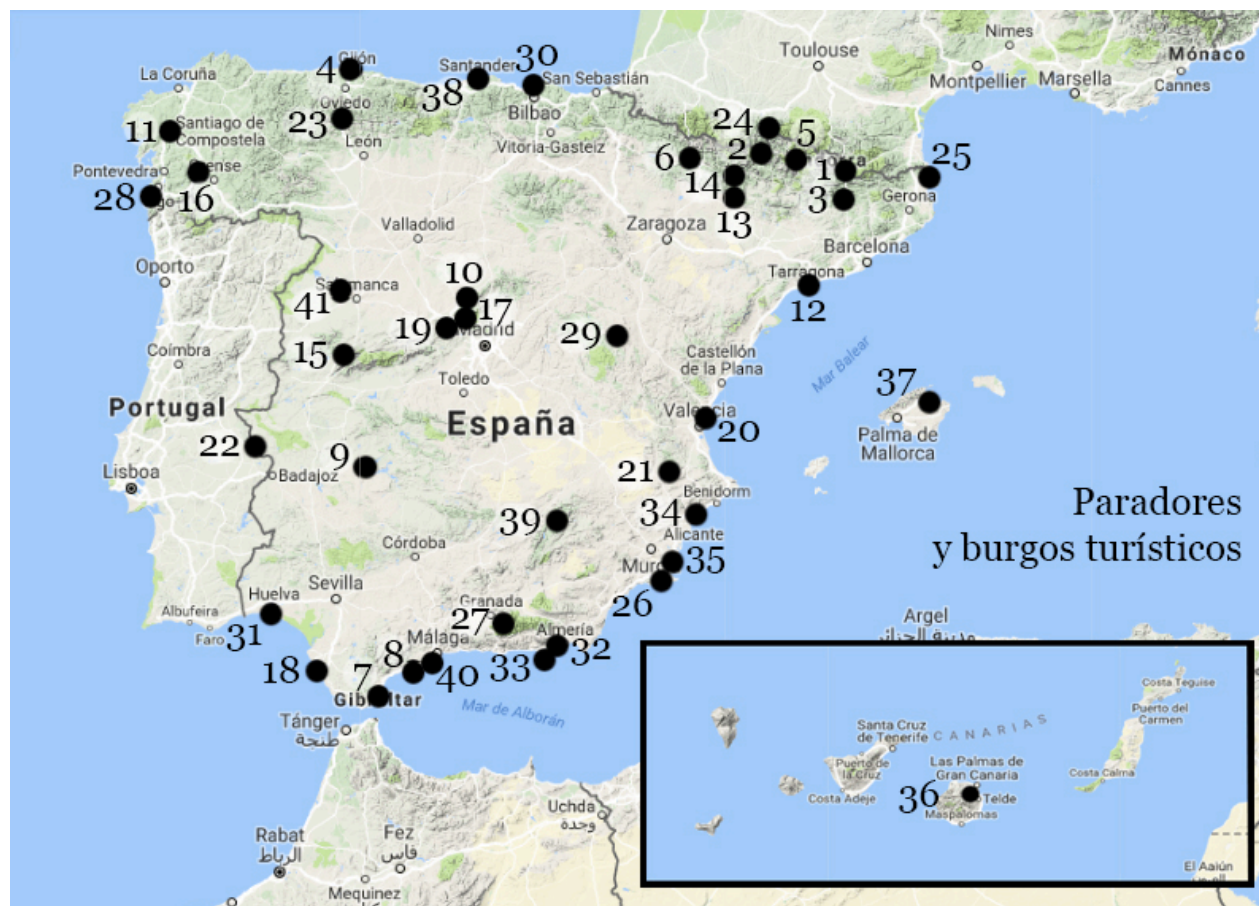 Toulouse
Nimes
Mónaco
Montpellier
Marsella
Cannes
La Coruña
4
Gijón
Santander
30
San Sebastián
Oviedo
38
Bilbao
11
Santiago de
Compostela
23
León
Vitoria-Gasteiz
24
5
6
2
1
25
Pontevedra
28
16
14
3
Gerona
13
Valladolid
Zaragoza
Barcelona
Oporto
Tarragona
12
10
41
17
19
Madrid
29
Coímbra
15
Castellón
de la Plana
Mar Balear
Toledo
37
Portugal
España
Valencia
20
Palma de
Mallorca
22
9
Badajoz
Lisboa
21
Benidorm
39
34
Alicante
Paradores
y burgos turísticos
Córdoba
35
26
Huelva
Sevilla
Albufeira
Faro
31
Granada
27
Almería
32
Málaga
8
33
40
18
7
Gibraltar
Mar de Alborán
Argel
Tánger
طنجة
Uchda
وجدة
Rabat
الرباط
Fez
فاس
Mequinez
Costa Teguise
Puerto del
Carmen
Santa Cruz
de Tenerife
CANARIAS
Puerto de
la Cruz
Las Palmas de
Gran Canaria
Costa Calma
36
Telde
Costa Adeje
Maspalomas
El Aaiún